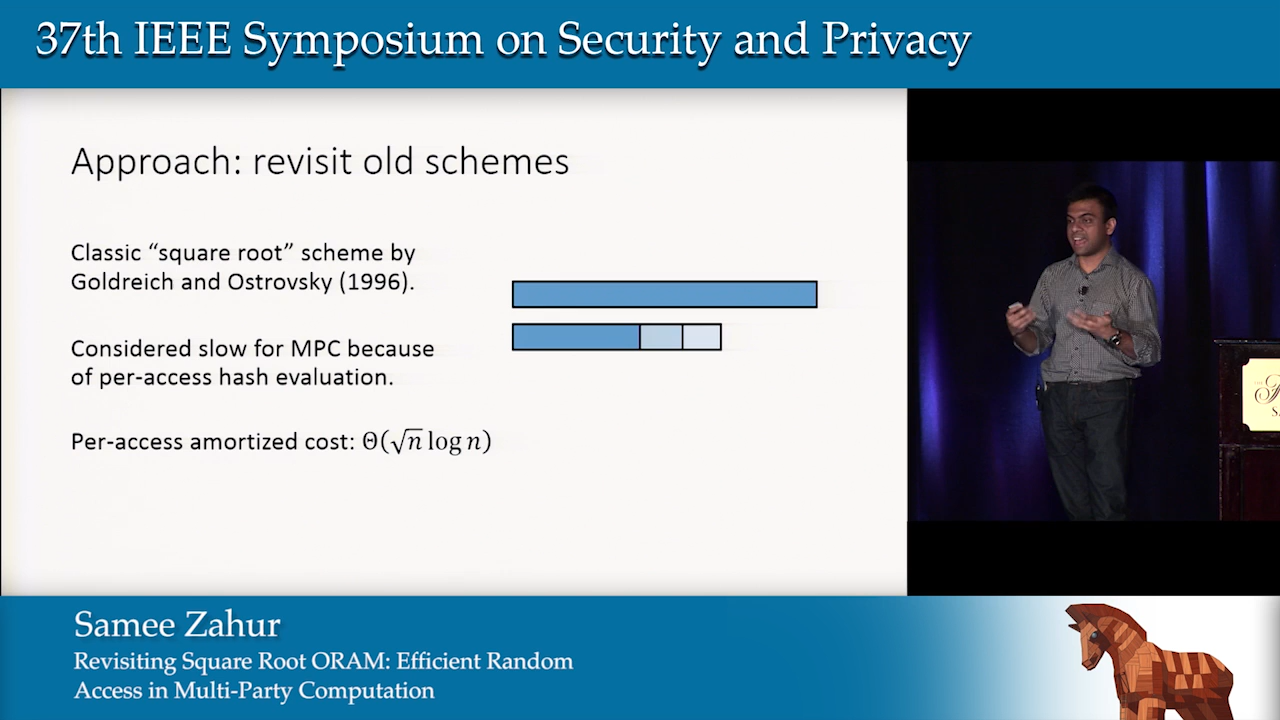 37th IEEE Symposium on Security and Privacy
Approach: revisit old schemes
Classic “square root” scheme by
Goldreich and Ostrovsky (1996).
Considered slow for MPC because
of per-access hash evaluation.
Per-access amortized cost: Θ(√n log n)
Samee Zahur
Revisiting Square Root ORAM: Efficient Random
Access in Multi-Party Computation